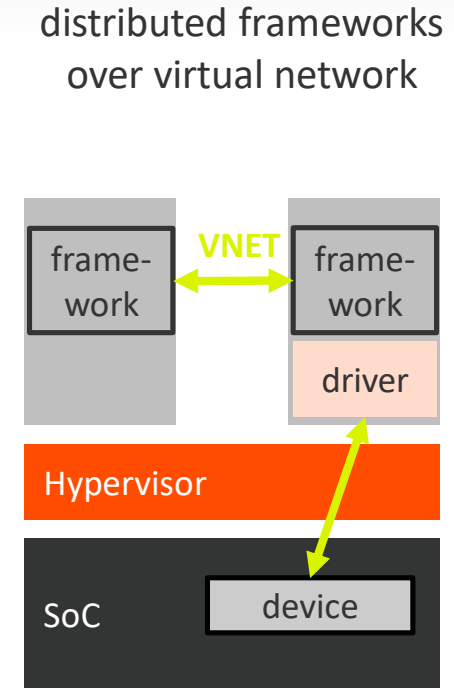 distributed frameworks
over virtual network
VNET
frame-
work
frame-
work
driver
Hypervisor
SoC
device